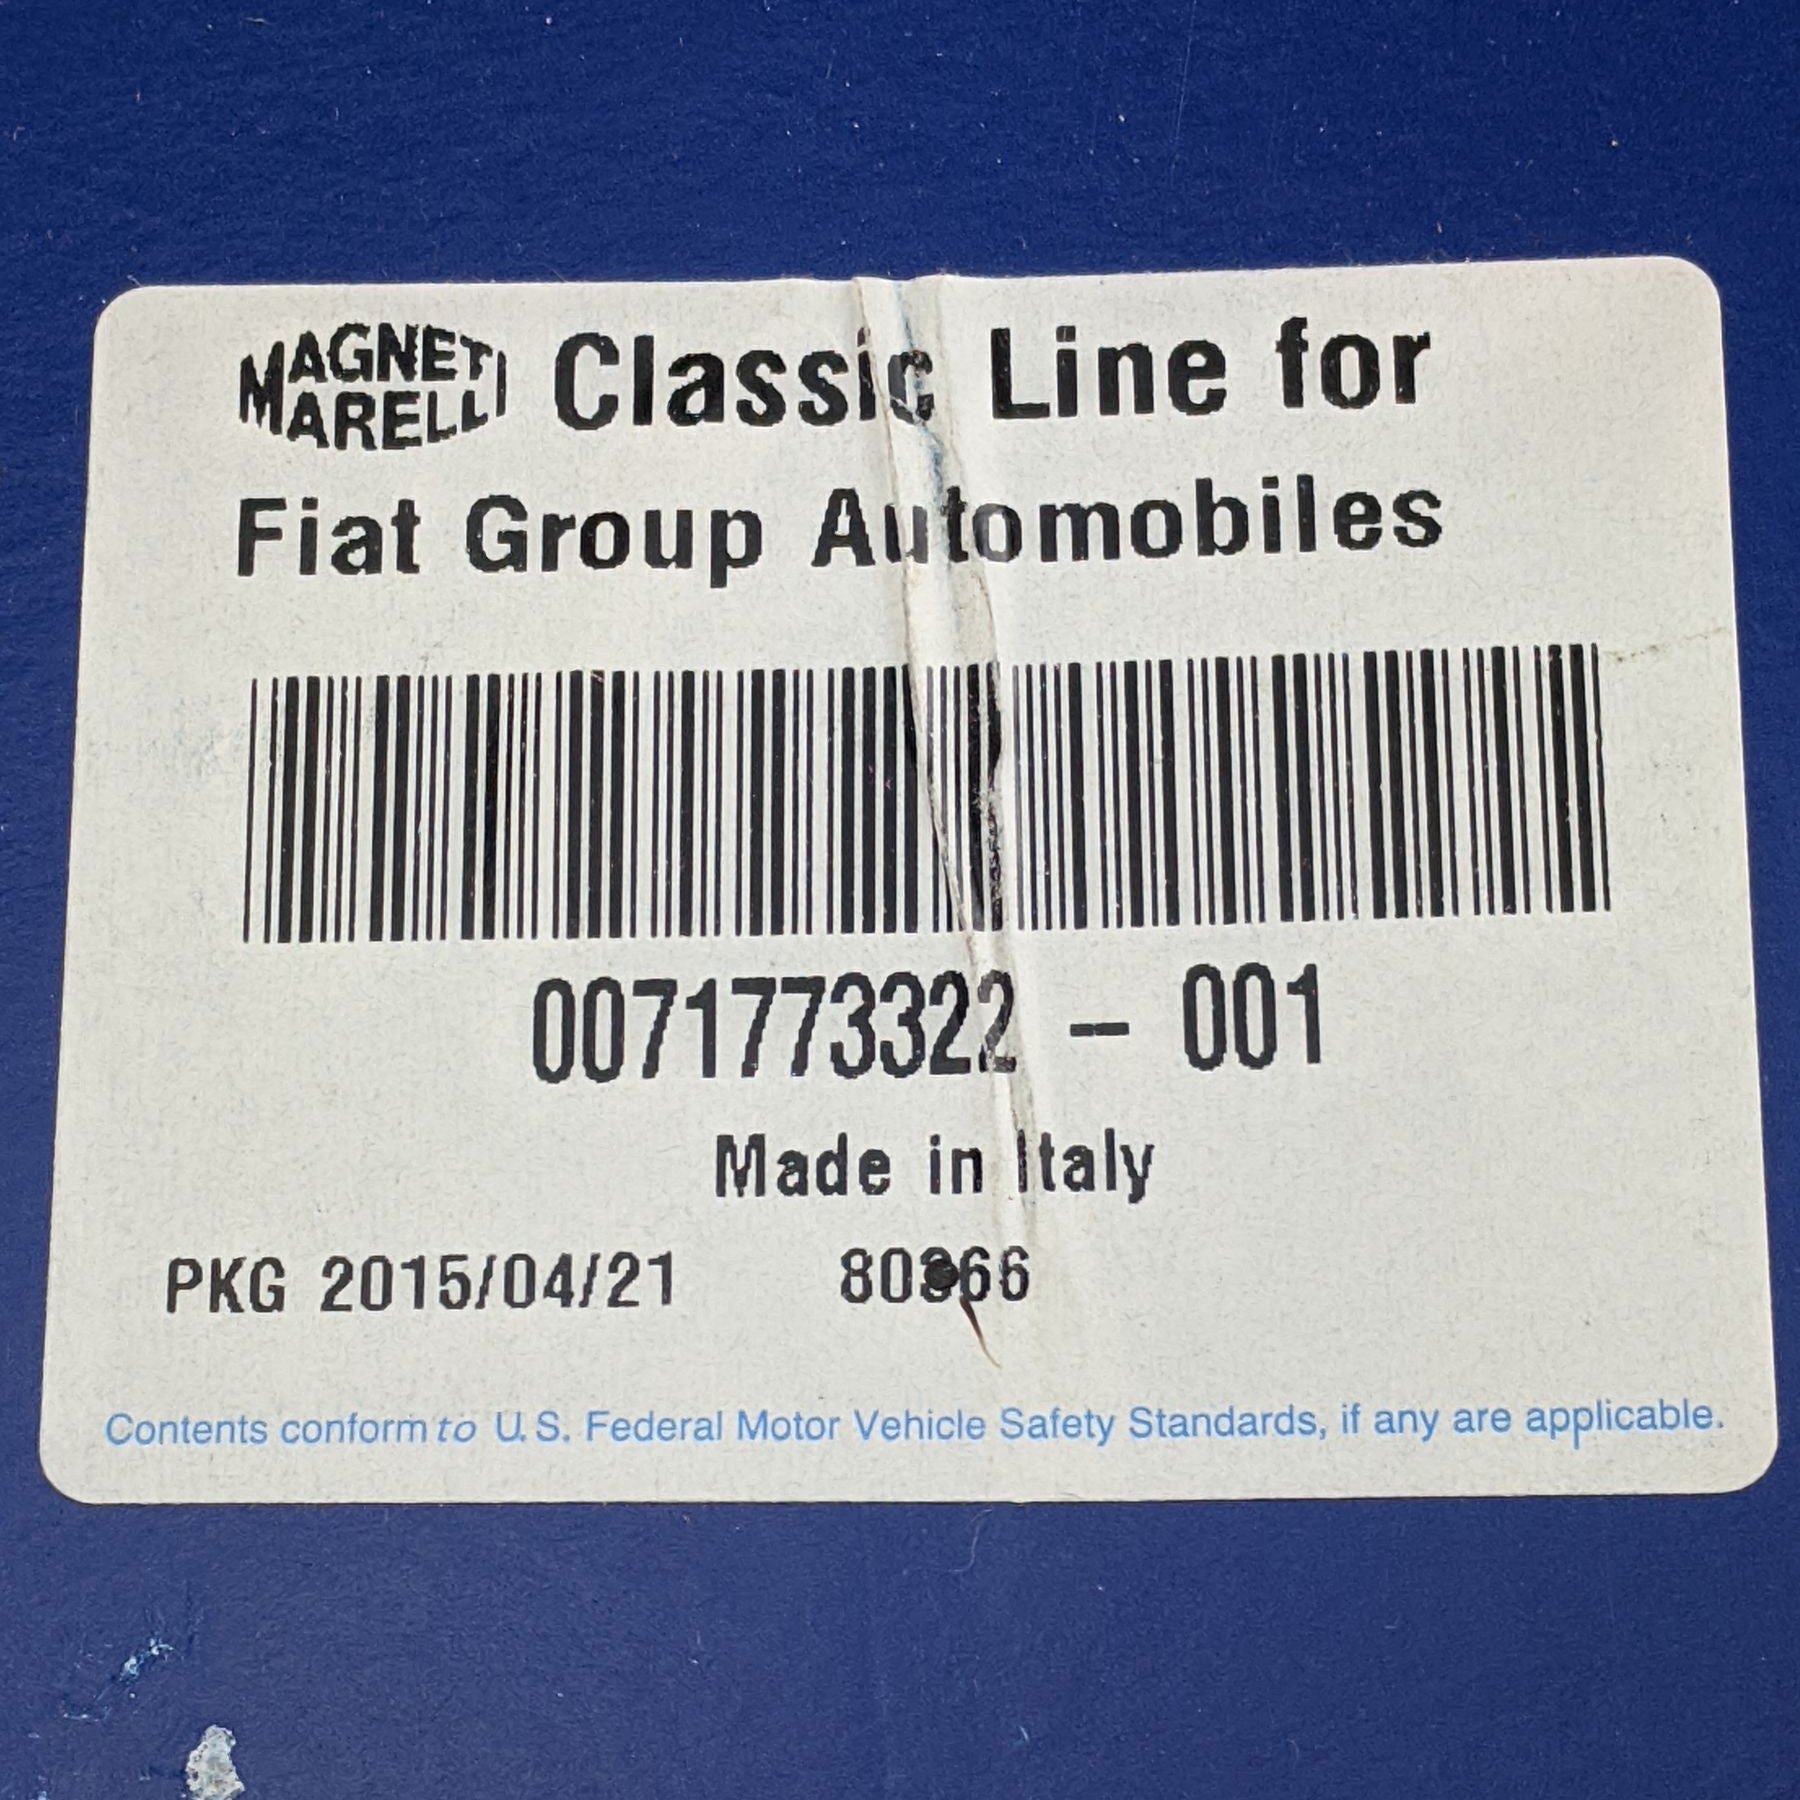 MAGNETI MARELLI Classic Line for
Fiat Group Automobiles
0071773322 - 001
Made in Italy
PKG 2015/04/21
Contents conform to U.S. Federal Motor Vehicle Safety Standards, if any are applicable.